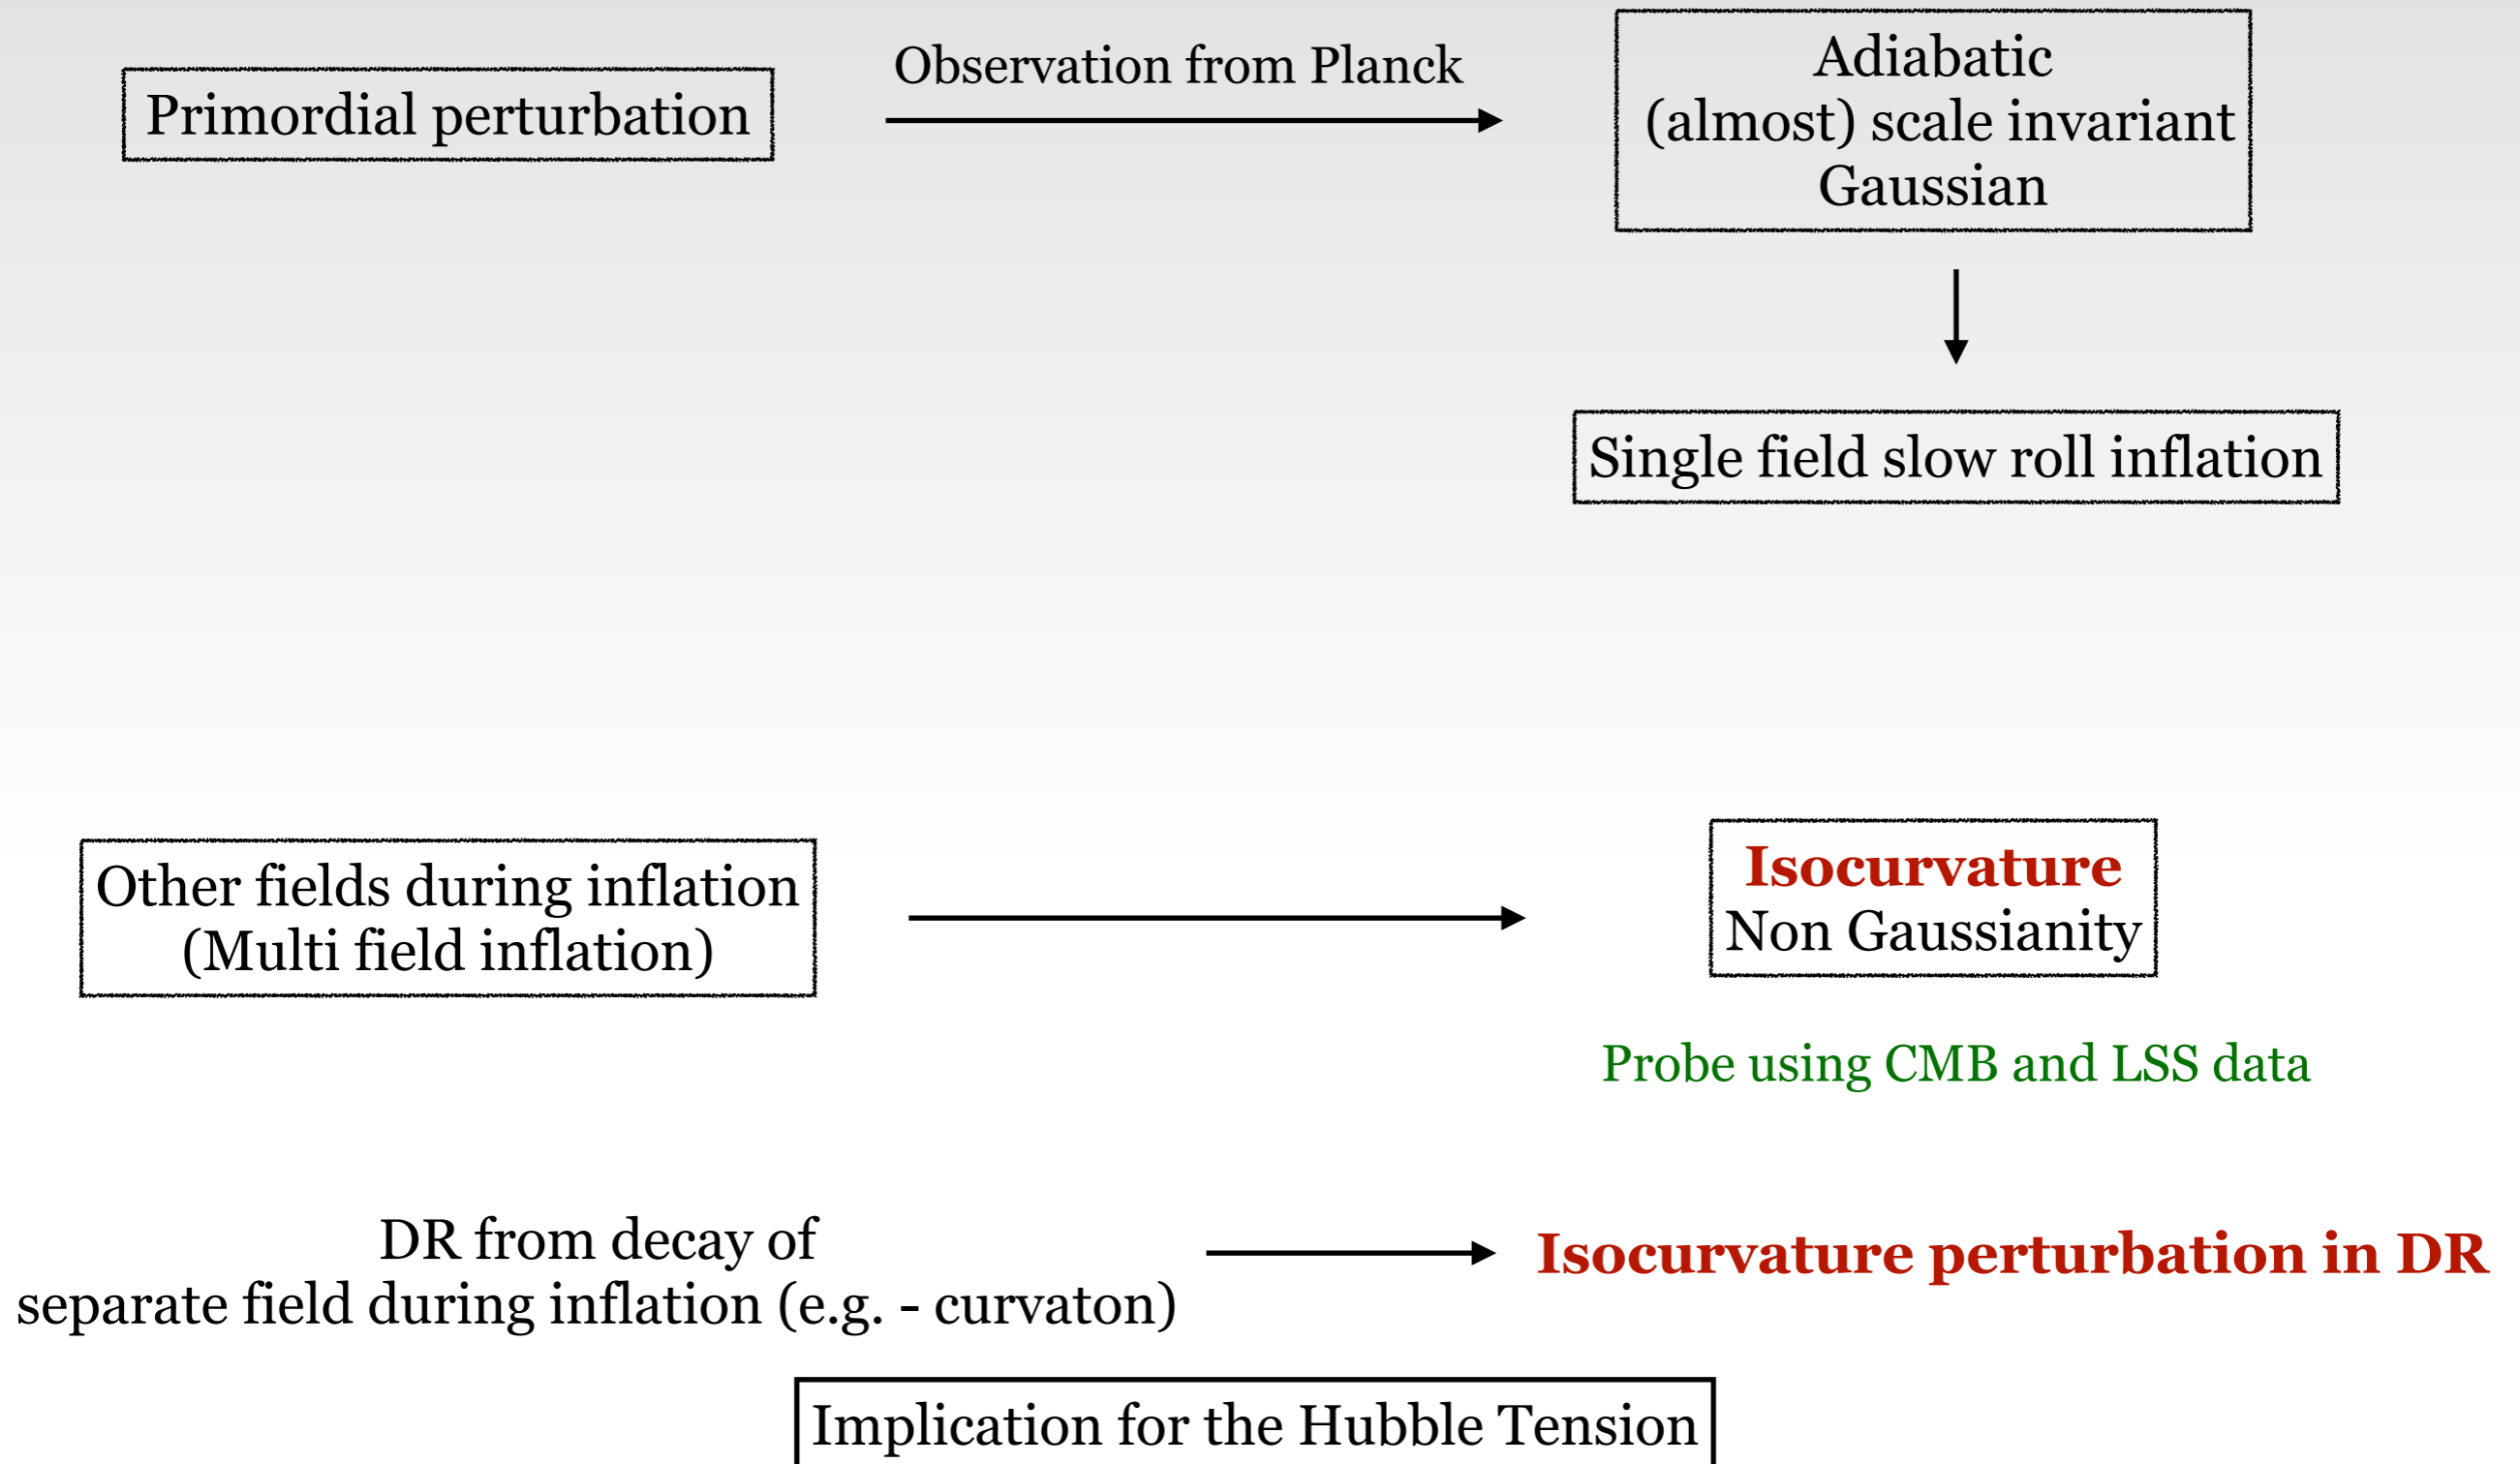 Primordial perturbation
Observation from Planck
Adiabatic
(almost) scale invariant
Gaussian
Single field slow roll inflation
Other fields during inflation
(Multi field inflation)
Isocurvature
Non Gaussianity
Probe using CMB and LSS data
DR from decay of
separate field during inflation (e.g. - curvaton)
Isocurvature perturbation in DR
Implication for the Hubble Tension